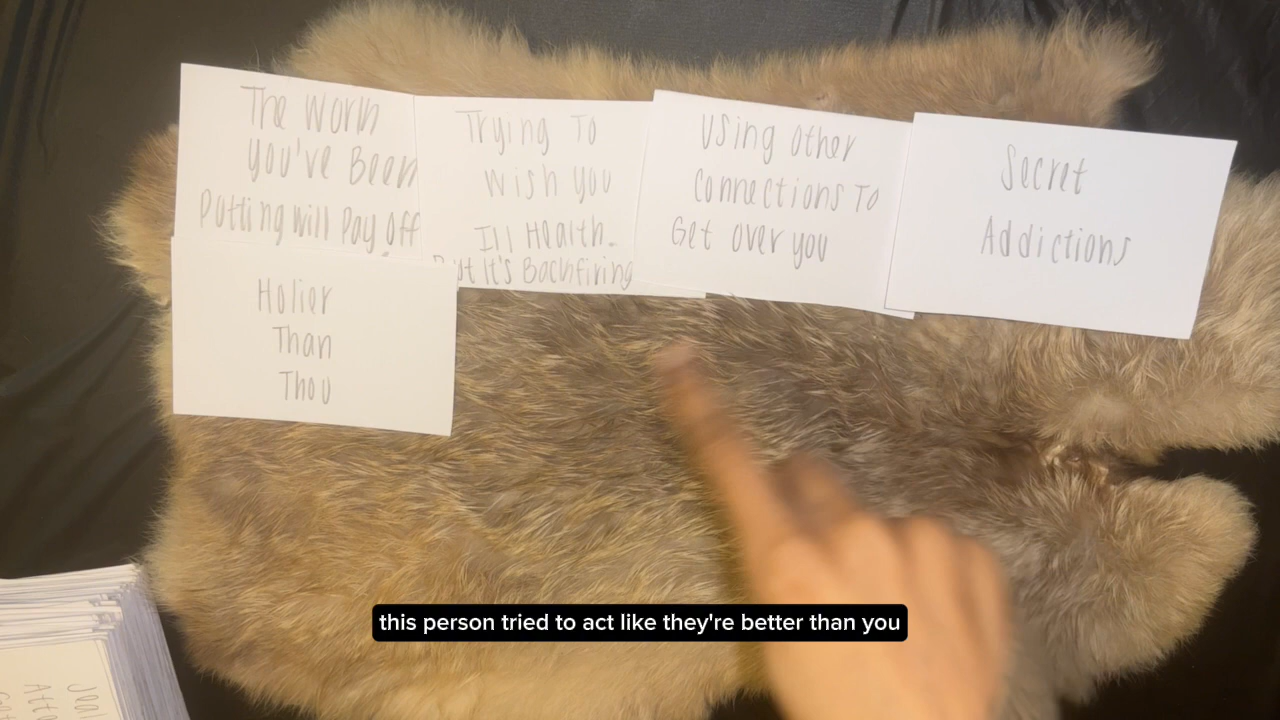 The Work
You've Been
Putting Will Pay Off
Trying To
Wish You
Ill Health.
But It's Backfiring
Using Other
Connections To
Get Over You
Secret
Addictions
Holier
Than
Thou
this person tried to act like they're better than you